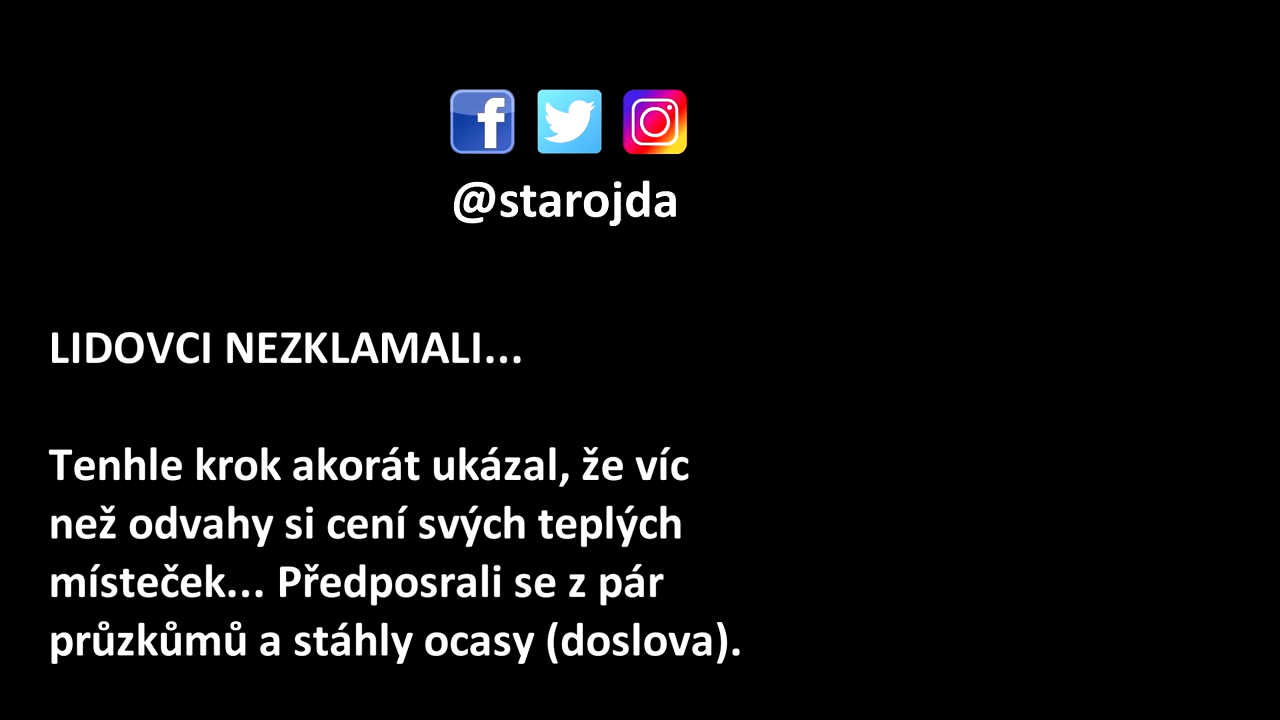 @starojda
LIDOVCI NEZKLAMALI...
Tenhle krok akorát ukázal, že víc
než odvahy si cení svých teplých
místeček... Předposrali se z pár
průzkůmů a stáhly ocasy (doslova).